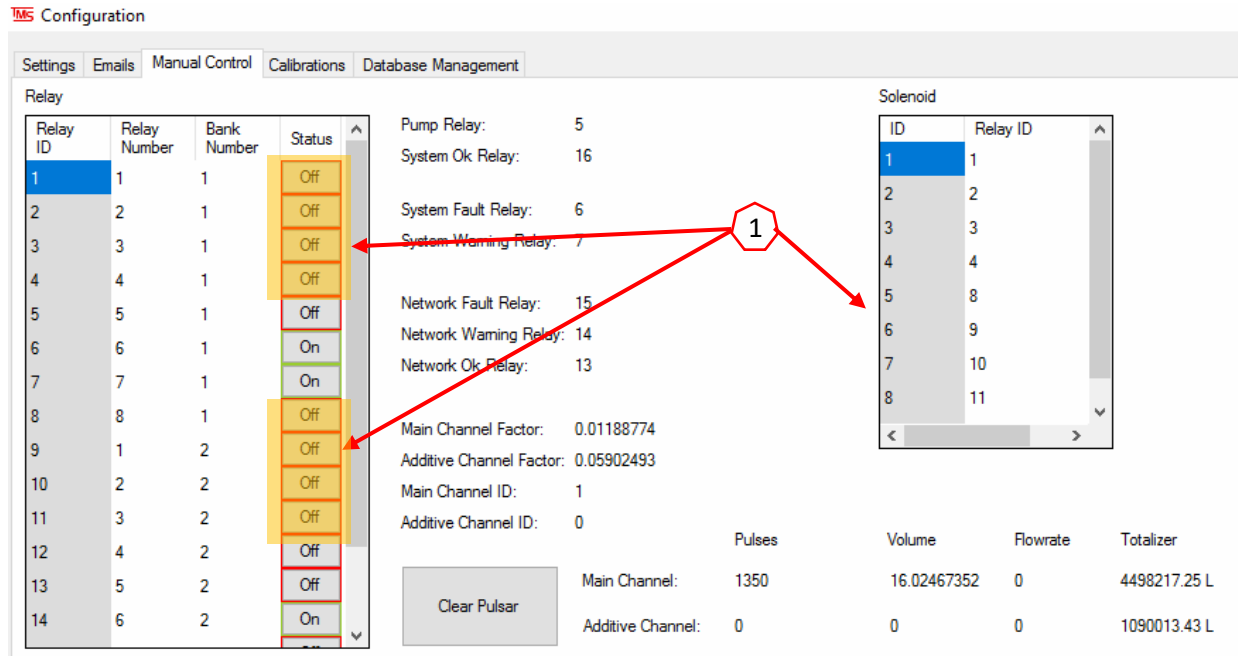 TMS Configuration
Settings Emails Manual Control Calibrations Database Management
Relay
Relay ID Relay Number Bank Number Status
1 1 1 Off
2 2 1 Off
3 3 1 Off
4 4 1 Off
5 5 1 Off
6 6 1 On
7 7 1 On
8 8 1 Off
9 1 2 Off
10 2 2 Off
11 3 2 Off
12 4 2 Off
13 5 2 Off
14 6 2 On
Pump Relay: 5
System Ok Relay: 16
System Fault Relay: 6
System Warning Relay: 7
Network Fault Relay: 15
Network Warning Relay: 14
Network Ok Relay: 13
Main Channel Factor: 0.01188774
Additive Channel Factor: 0.05902493
Main Channel ID: 1
Additive Channel ID: 0
1
Solenoid
ID Relay ID
1 1
2 2
3 3
4 4
5 8
6 9
7 10
8 11
Clear Pulsar
Pulses Volume Flowrate Totalizer
Main Channel: 1350 16.02467352 0 4498217.25 L
Additive Channel: 0 0 0 1090013.43 L